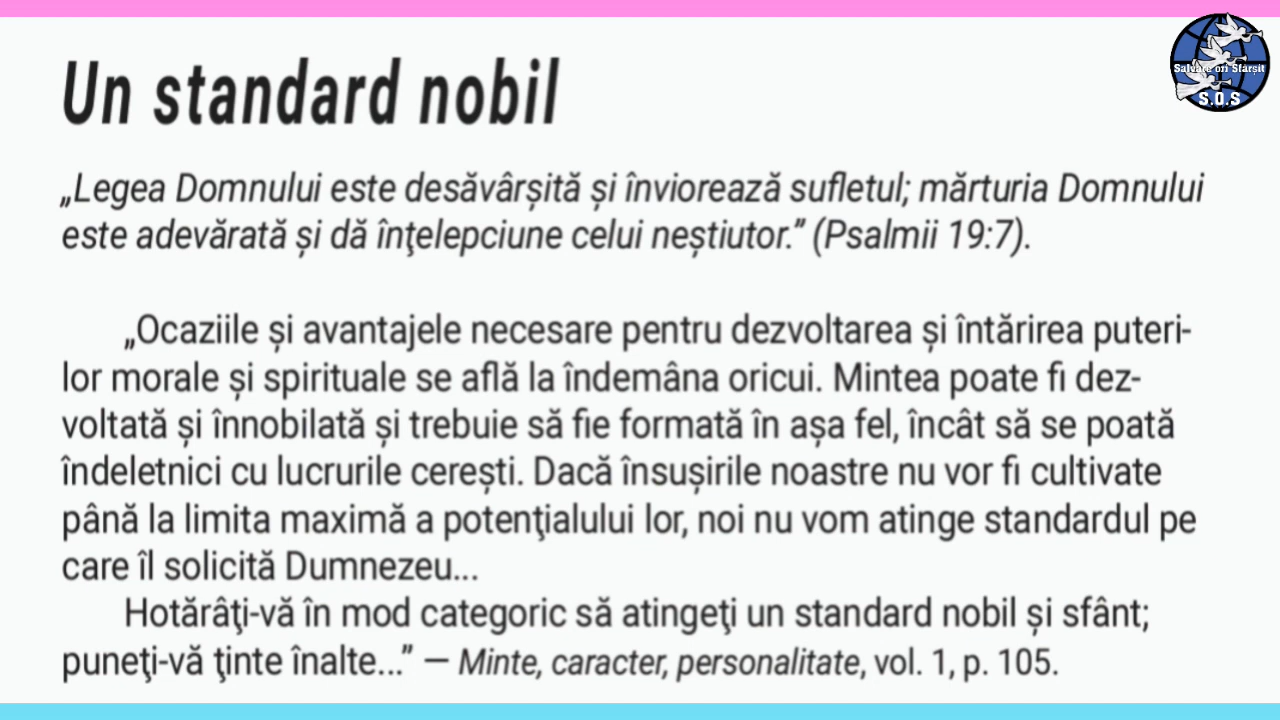 Un standard nobil
Salvare ori Sfârșit
S.O.S
„Legea Domnului este desăvârșită și înviorează sufletul; mărturia Domnului
este adevărată și dă înţelepciune celui neștiutor.” (Psalmii 19:7).
„Ocaziile și avantajele necesare pentru dezvoltarea și întărirea puteri-
lor morale și spirituale se află la îndemâna oricui. Mintea poate fi dez-
voltată și înnobilată și trebuie să fie formată în așa fel, încât să se poată
îndeletnici cu lucrurile cerești. Dacă însușirile noastre nu vor fi cultivate
până la limita maximă a potenţialului lor, noi nu vom atinge standardul pe
care îl solicită Dumnezeu...
Hotărâţi-vă în mod categoric să atingeţi un standard nobil și sfânt;
puneţi-vă ţinte înalte...” — Minte, caracter, personalitate, vol. 1, p. 105.